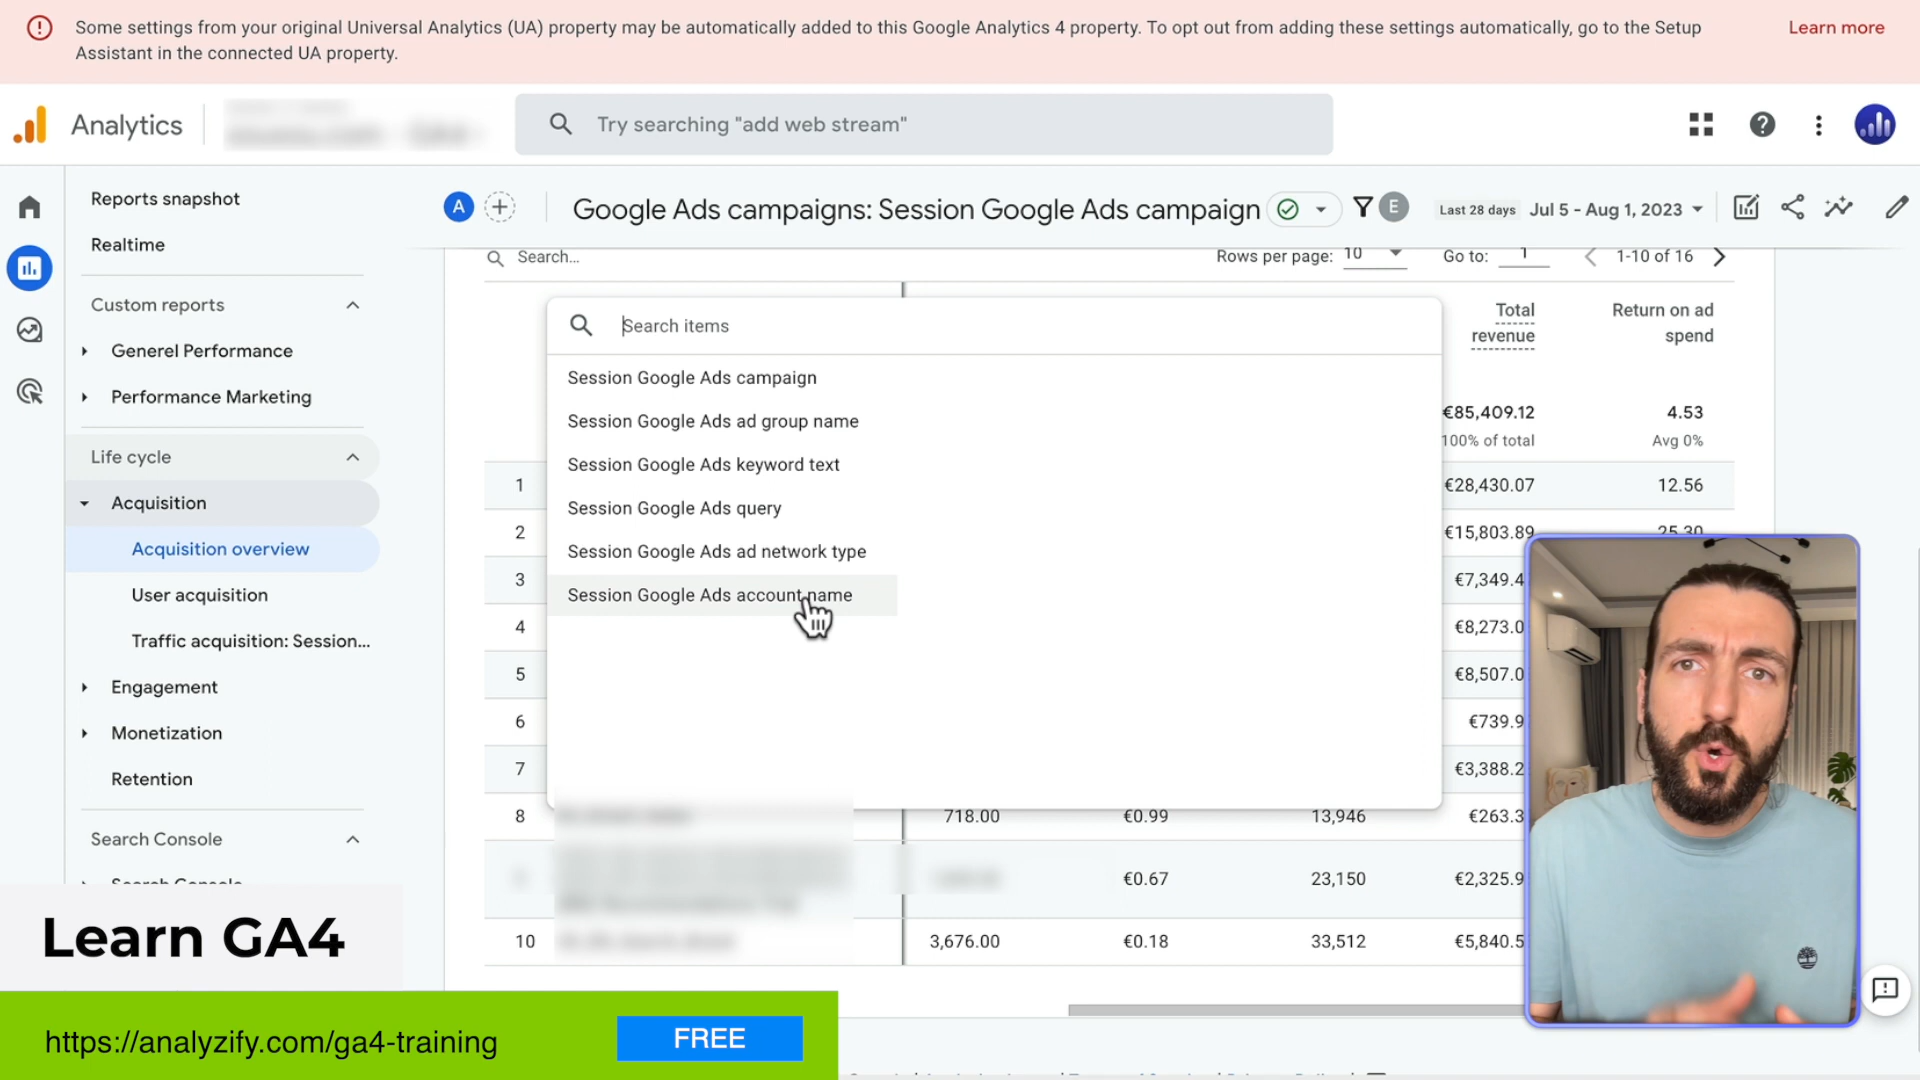 Some settings from your original Universal Analytics (UA) property may be automatically added to this Google Analytics 4 property. To opt out from adding these settings automatically, go to the Setup
Assistant in the connected UA property.
Learn more
Analytics
Try searching "add web stream"
Reports snapshot
Realtime
Custom reports
Generel Performance
Performance Marketing
Life cycle
Acquisition
Acquisition overview
User acquisition
Traffic acquisition: Session...
Engagement
Monetization
Retention
Search Console
Search Console
A
Google Ads campaigns: Session Google Ads campaign
E
Last 28 days Jul 5 - Aug 1, 2023
Search...
Rows per page: 10
Go to: 1
1-10 of 16
Search items
Session Google Ads campaign
Session Google Ads ad group name
Session Google Ads keyword text
Session Google Ads query
Session Google Ads ad network type
Session Google Ads account name
Total
revenue
Return on ad
spend
€85,409.12 4.53
100% of total Avg 0%
1 €28,430.07 12.56
2 €15,803.89 25.30
3 €7,349.4
4 €8,273.0
5 €8,507.0
6 €739.9
7 €3,388.2
8 718.00 €0.99 13,946 €263.3
€0.67 23,150 €2,325.9
10 3,676.00 €0.18 33,512 €5,840.5
Learn GA4
https://analyzify.com/ga4-training
FREE